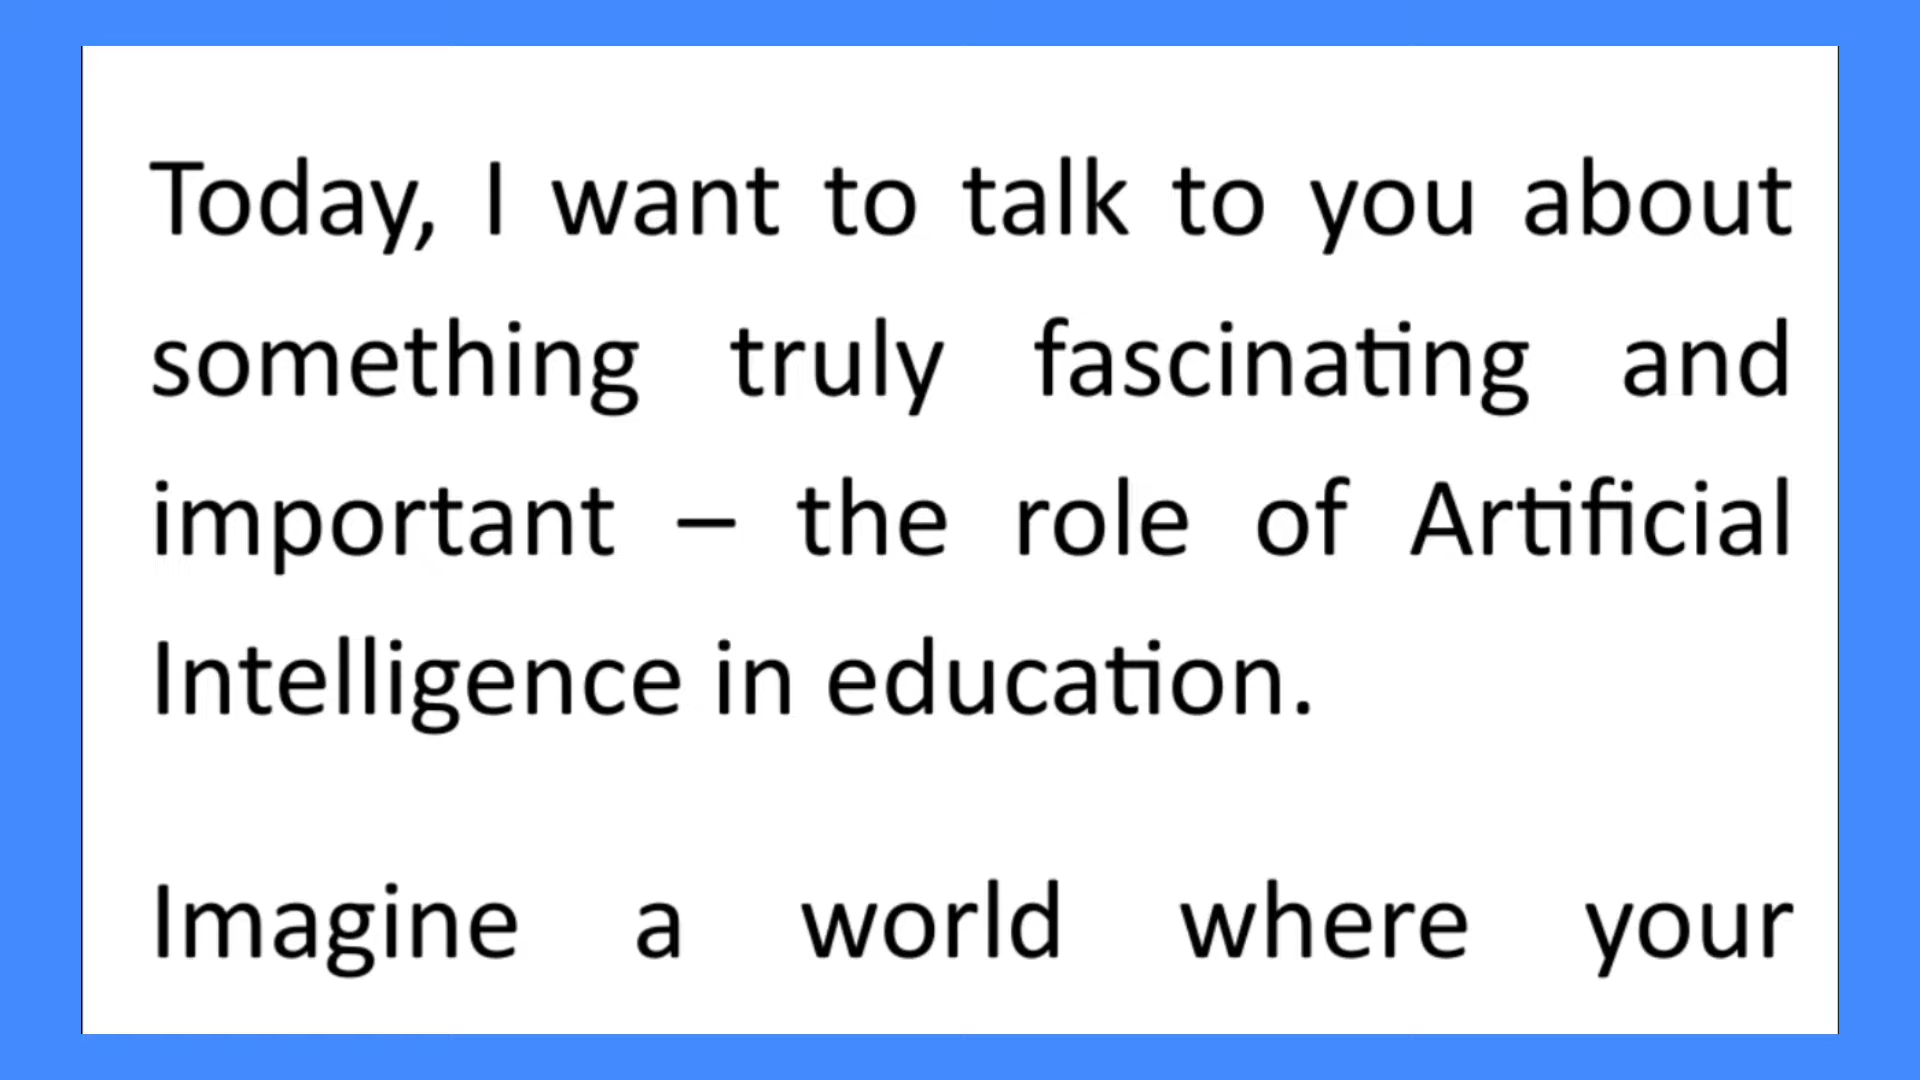 Today, I want to talk to you about
something truly fascinating and
important – the role of Artificial
Intelligence in education.
Imagine a world where your